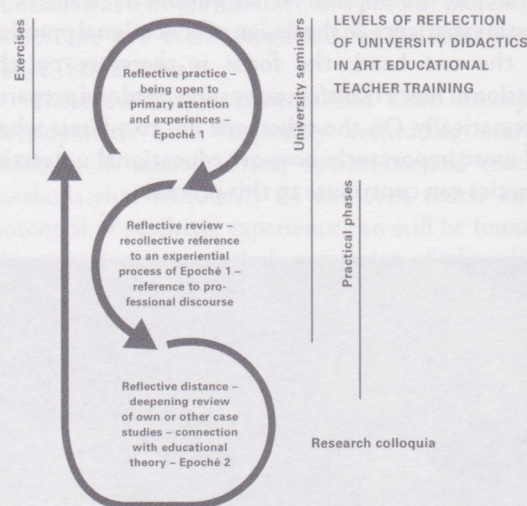 Exercises
University seminars
LEVELS OF REFLECTION
OF UNIVERSITY DIDACTICS
IN ART EDUCATIONAL
TEACHER TRAINING
Reflective practice –
being open to
primary attention
and experiences –
Epoché 1
Practical phases
Reflective review –
recollective reference
to an experiential
process of Epoché 1 –
reference to pro-
fessional discourse
Reflective distance –
deepening review
of own or other case
studies – connection
with educational
theory – Epoché 2
Research colloquia